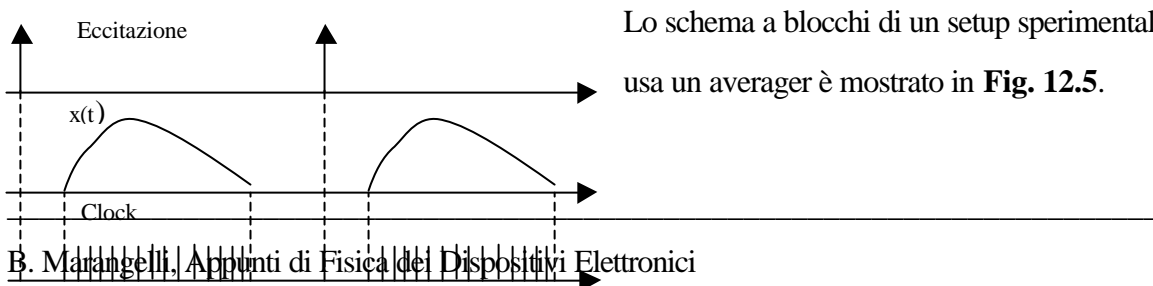 Eccitazione
x(t)
Clock
Lo schema a blocchi di un setup sperimental
usa un averager è mostrato in Fig. 12.5.
B. Marangelli, Appunti di Fisica dei Dispositivi Elettronici